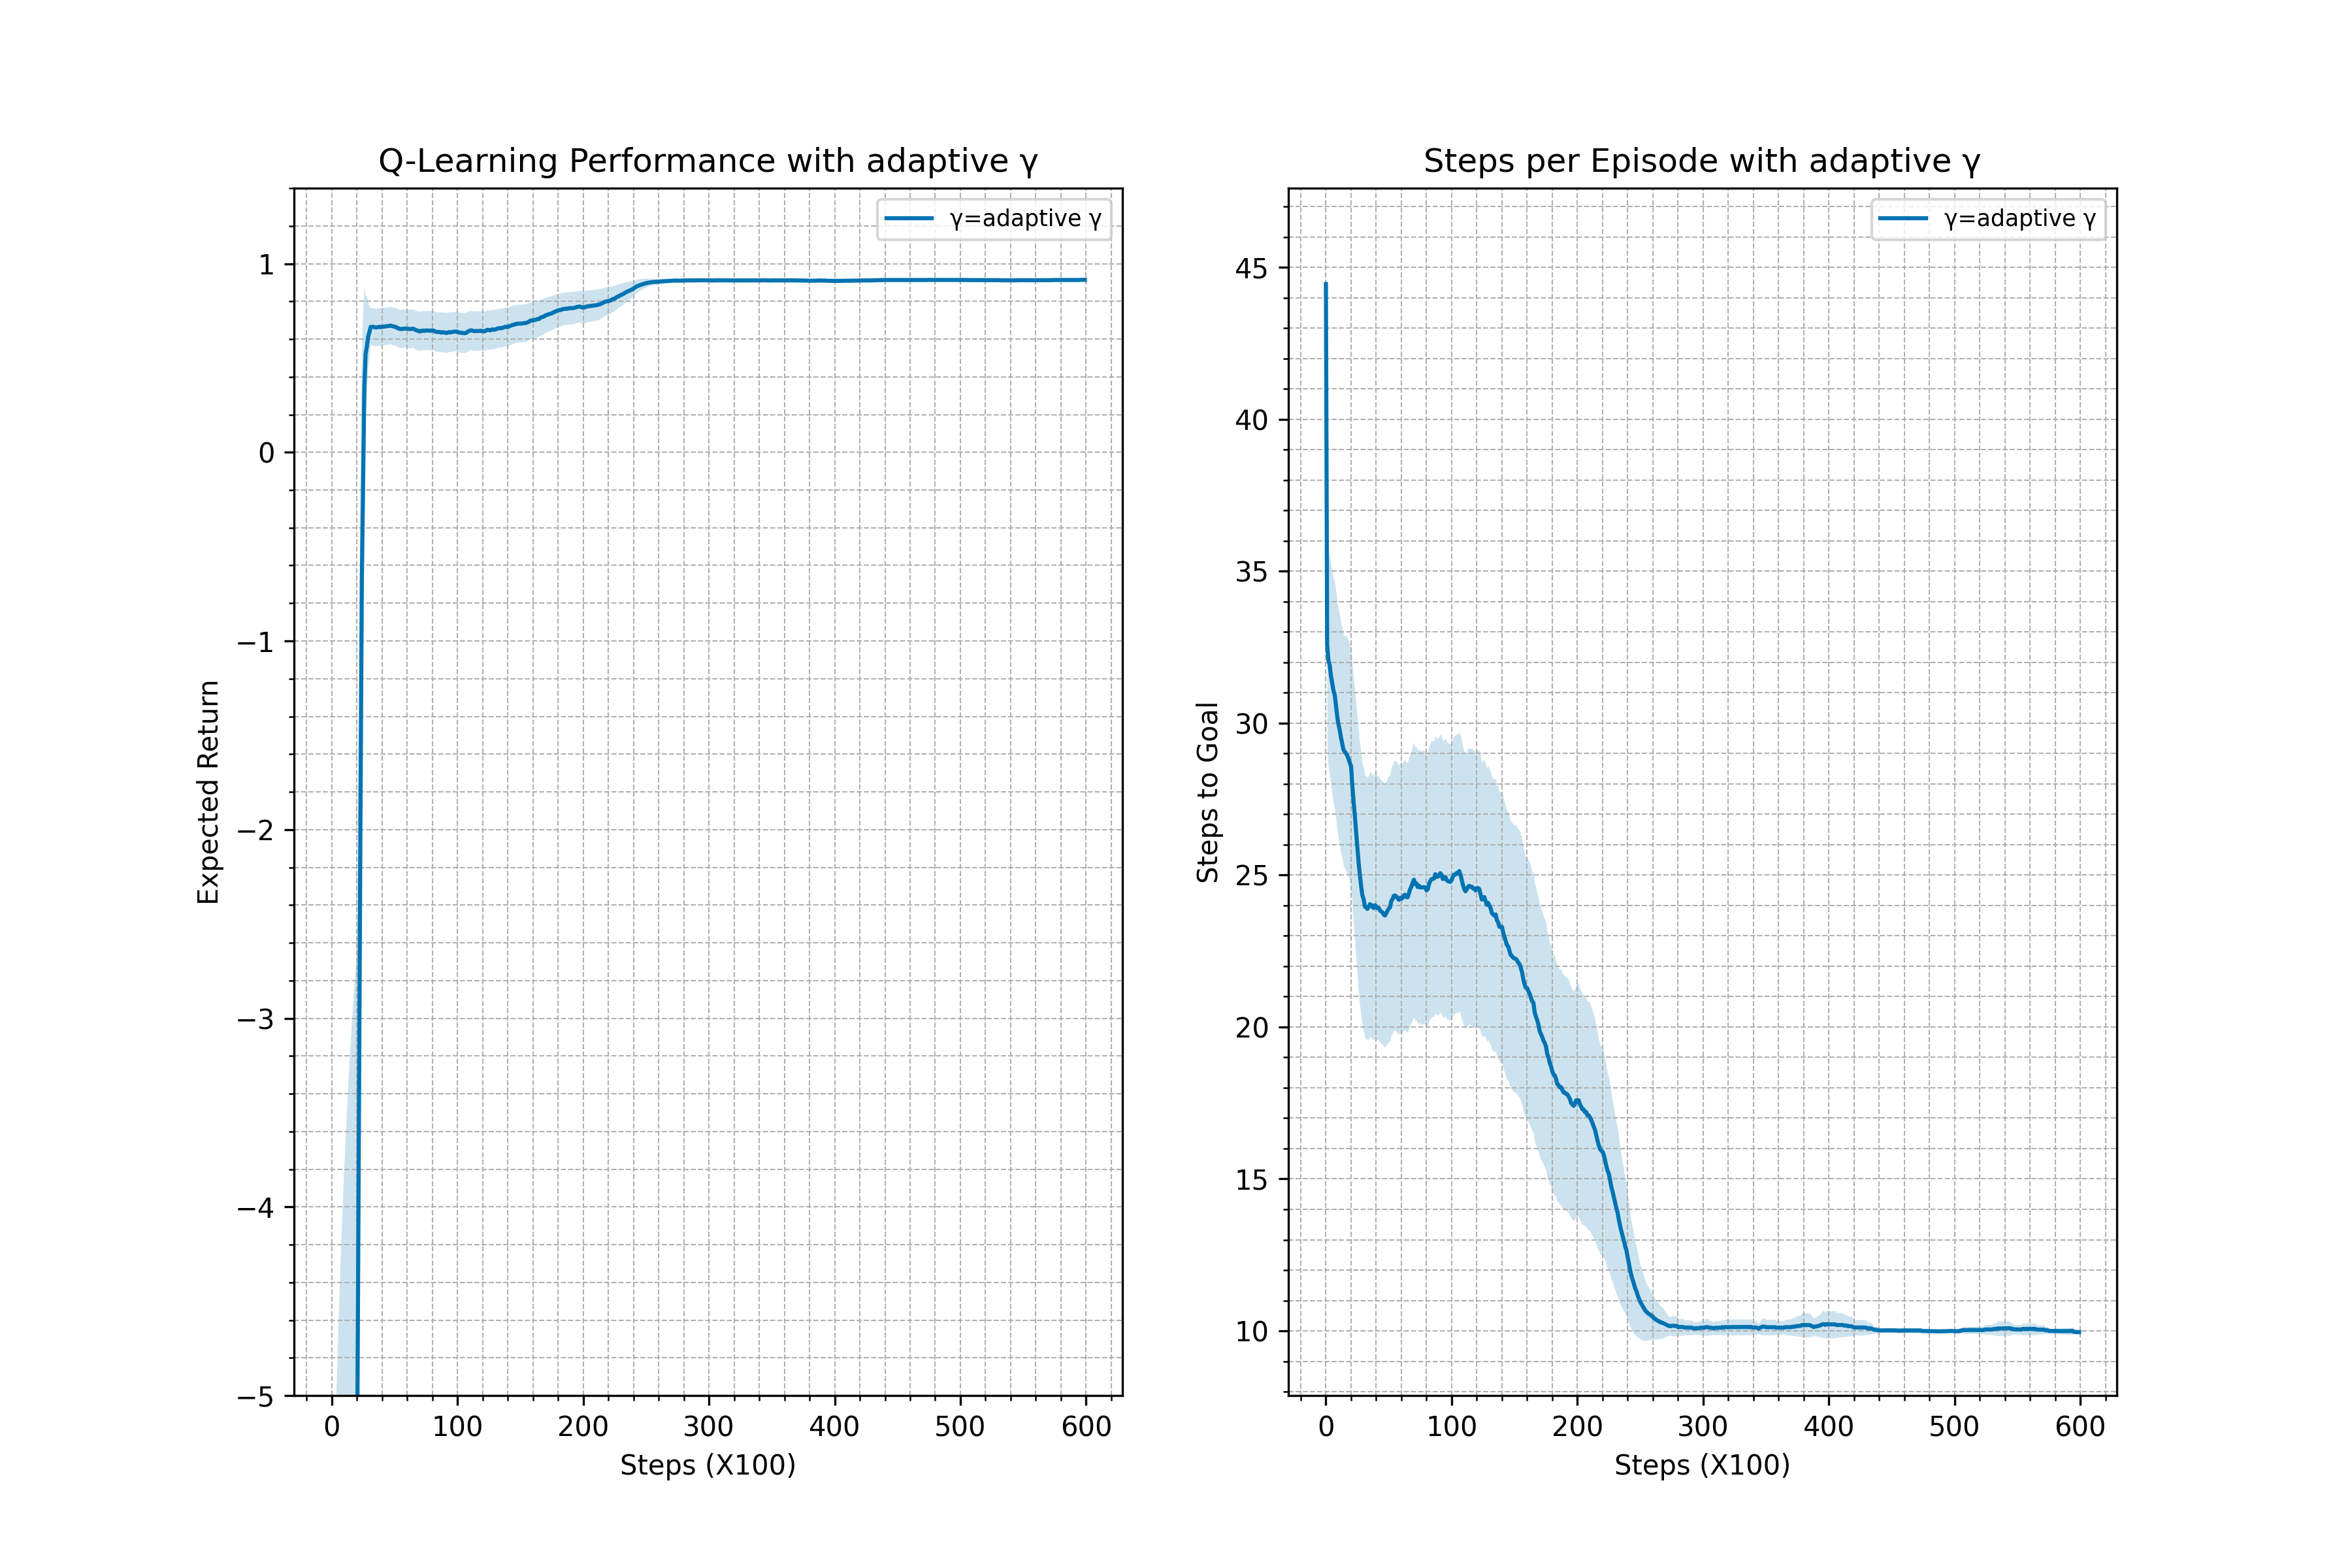 Q-Learning Performance with adaptive γ
γ=adaptive γ
1
0
−1
−2
−3
−4
−5
Expected Return
0 100 200 300 400 500 600
Steps (X100)
Steps per Episode with adaptive γ
γ=adaptive γ
45
40
35
30
25
20
15
10
Steps to Goal
0 100 200 300 400 500 600
Steps (X100)